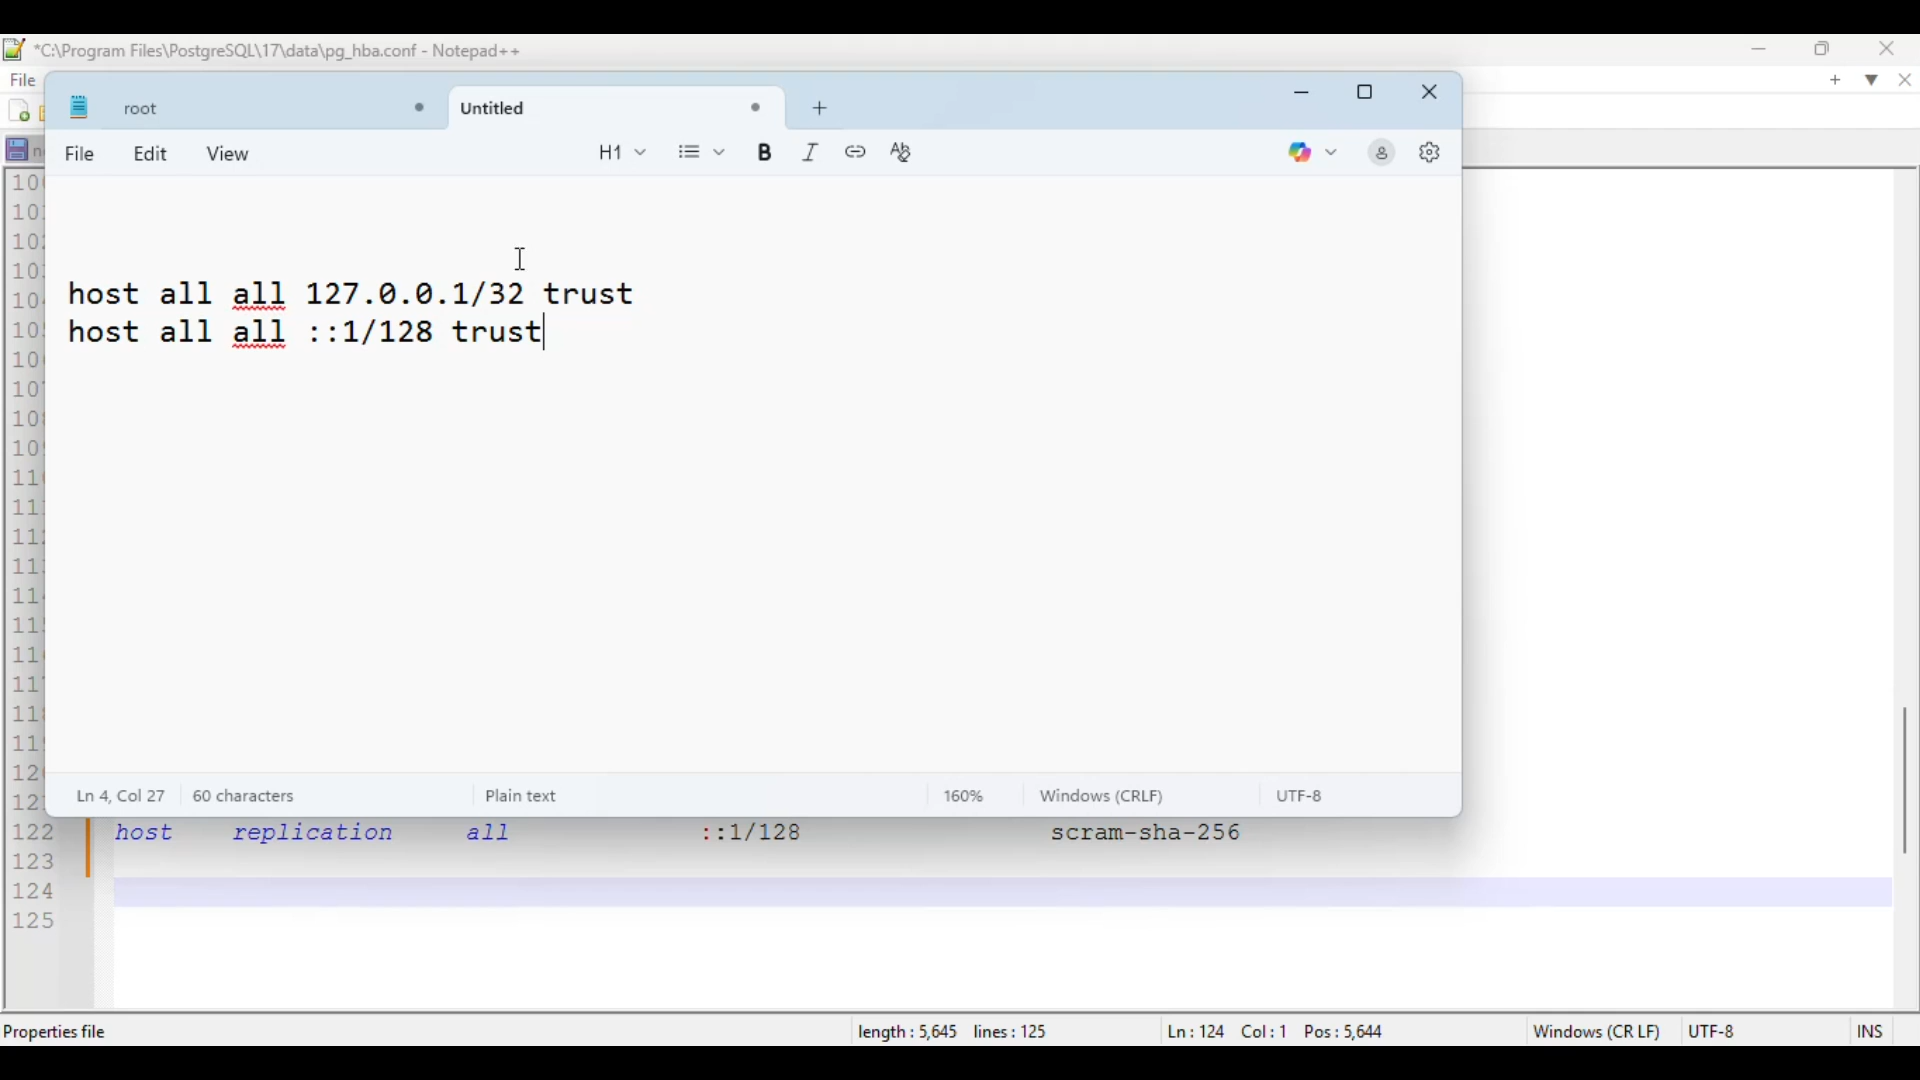 *C:\Program Files\PostgreSQL\17\data\pg_hba.conf - Notepad++
File
root
Untitled
File Edit View H1 B I
host all all 127.0.0.1/32 trust
host all all ::1/128 trust
Ln 4, Col 27 60 characters Plain text 160% Windows (CRLF) UTF-8
122 host replication all ::1/128 scram-sha-256
123
124
125
Properties file length : 5,645 lines : 125 Ln : 124 Col : 1 Pos : 5,644 Windows (CR LF) UTF-8 INS